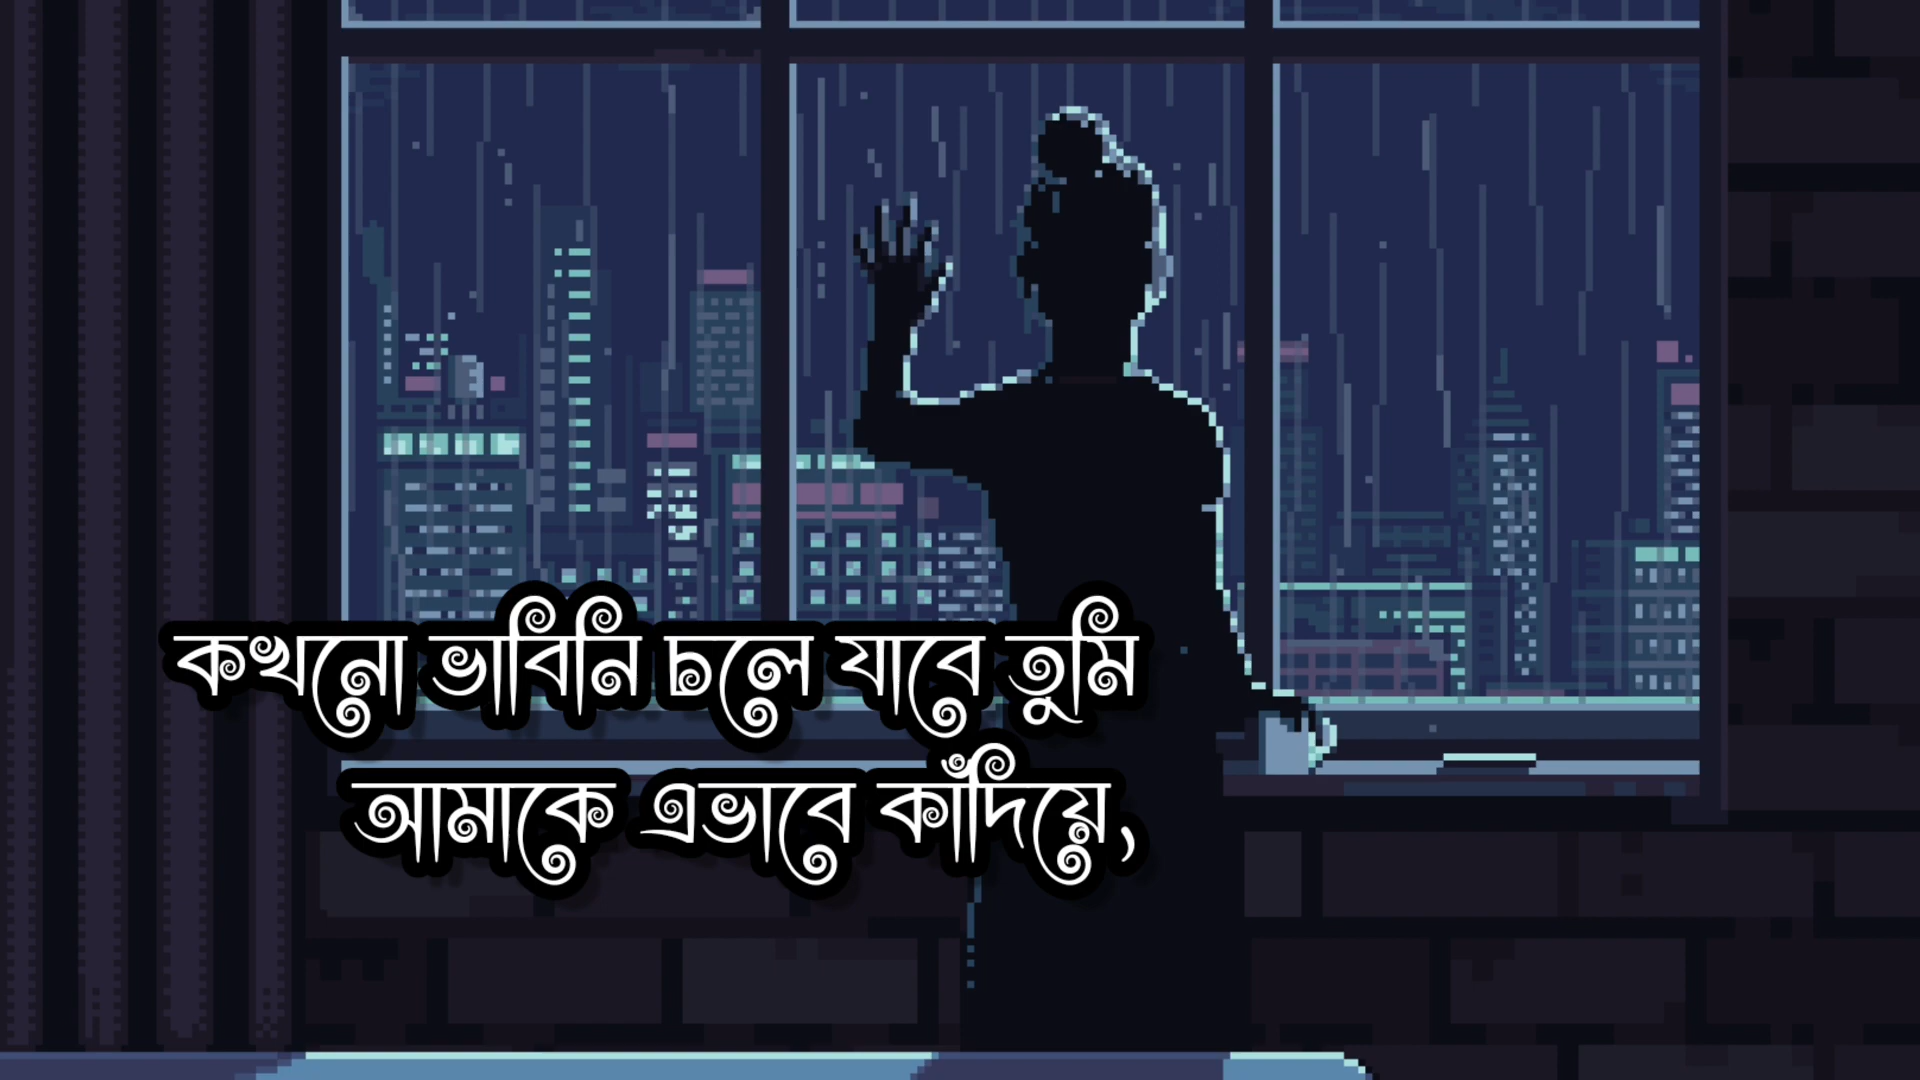 কখনো ভাবিনি চলে যাবে তুমি
আমাকে এভাবে কাঁদিয়ে,